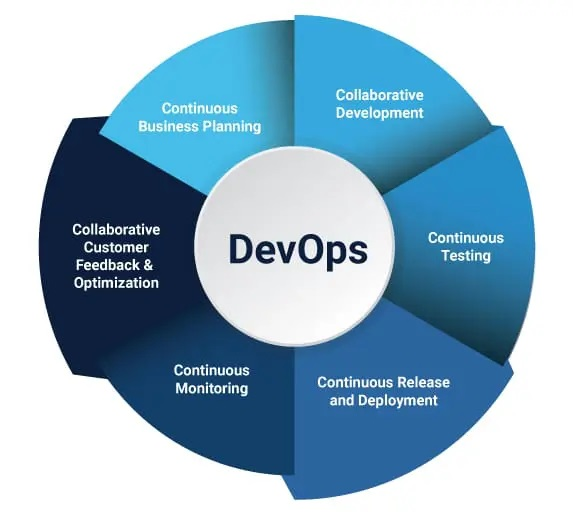 Continuous
Business Planning
Collaborative
Development
Continuous
Testing
Continuous Release
and Deployment
Continuous
Monitoring
Collaborative
Customer
Feedback &
Optimization
DevOps